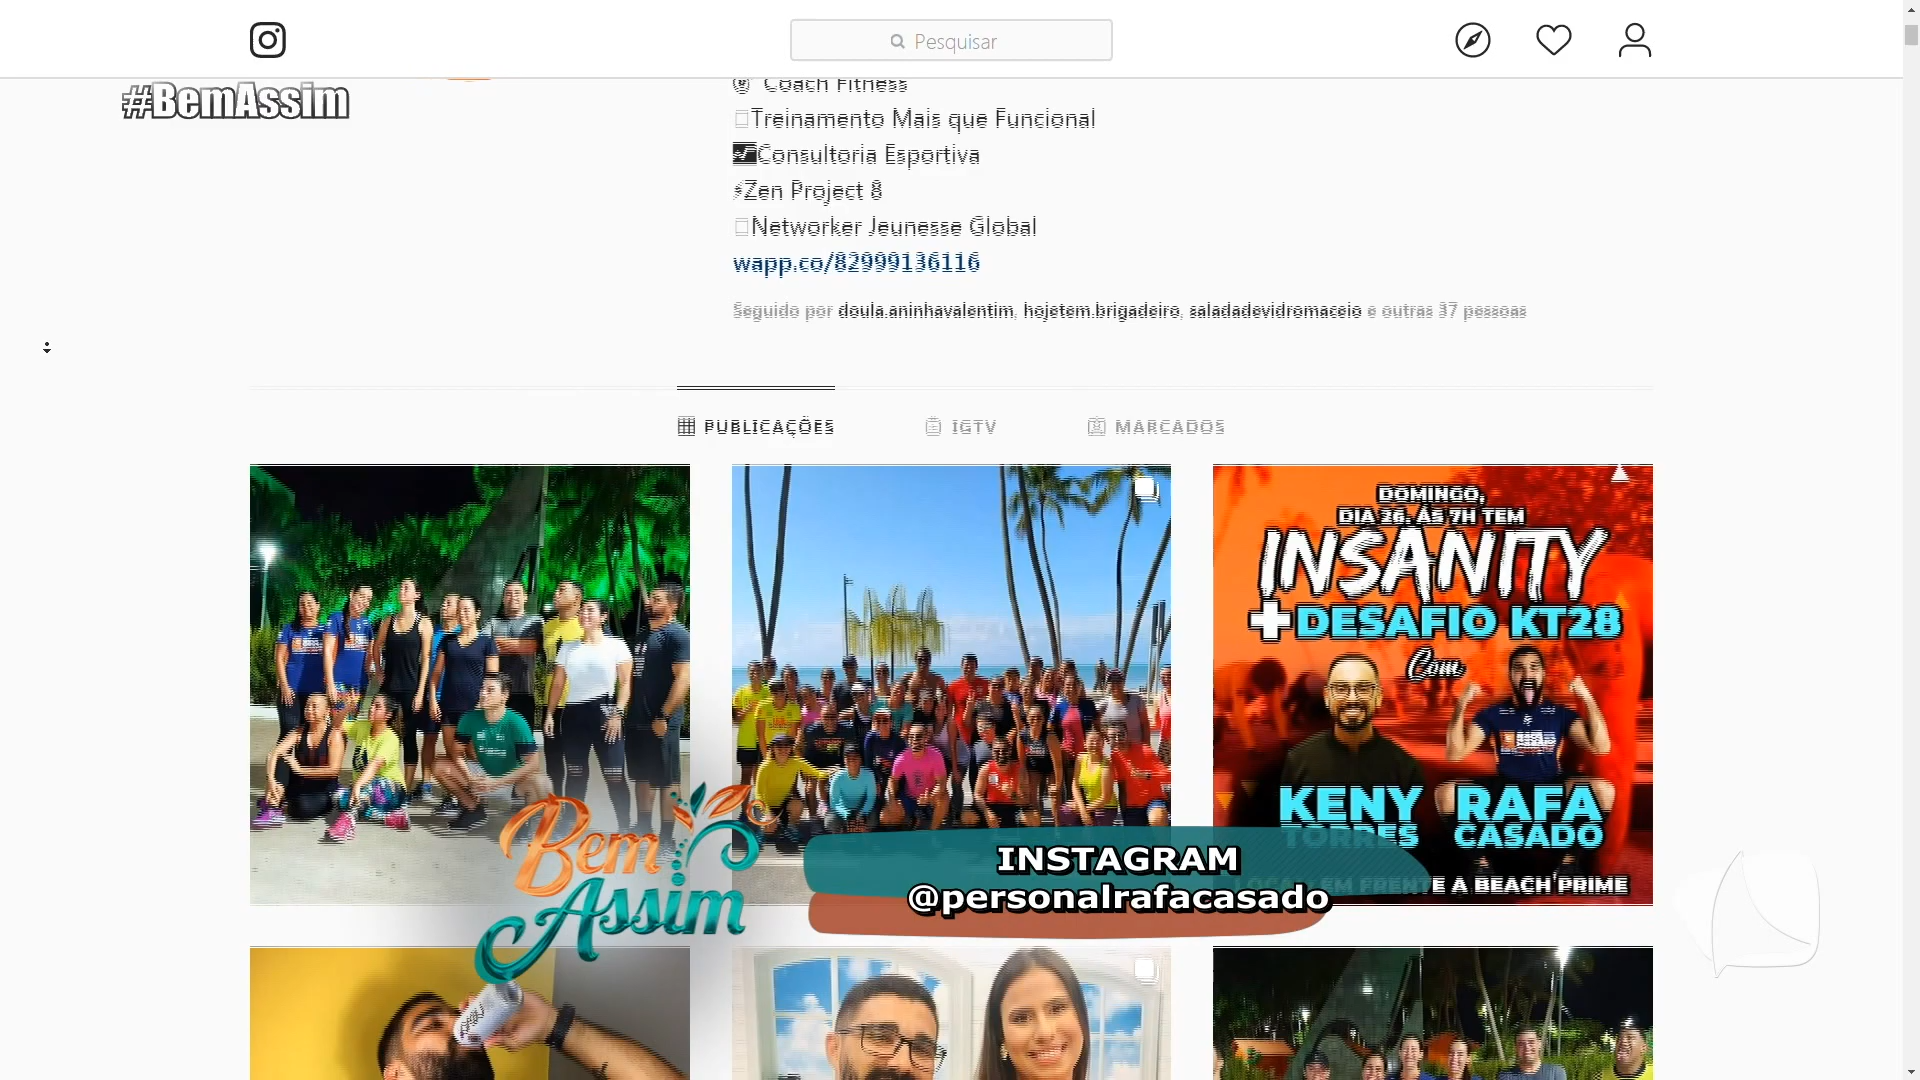 Pesquisar
#BemAssim
Coach Fitness
Treinamento Mais que Funcional
Consultoria Esportiva
Zen Project 8
Networker Jeunesse Global
wapp.co/82999136116
Seguido por doula.aninhavalentim, hojetem.brigadeiro, saladadevidromaceio e outras 37 pessoas
PUBLICAÇÕES IGTV MARCADOS
DOMINGO,
DIA 26, ÀS 7H TEM
INSANITY
+DESAFIO KT28
Com
KENY RAFA
TORRES CASADO
EM FRENTE A BEACH PRIME
Bem
Assim
INSTAGRAM
@personalrafacasado